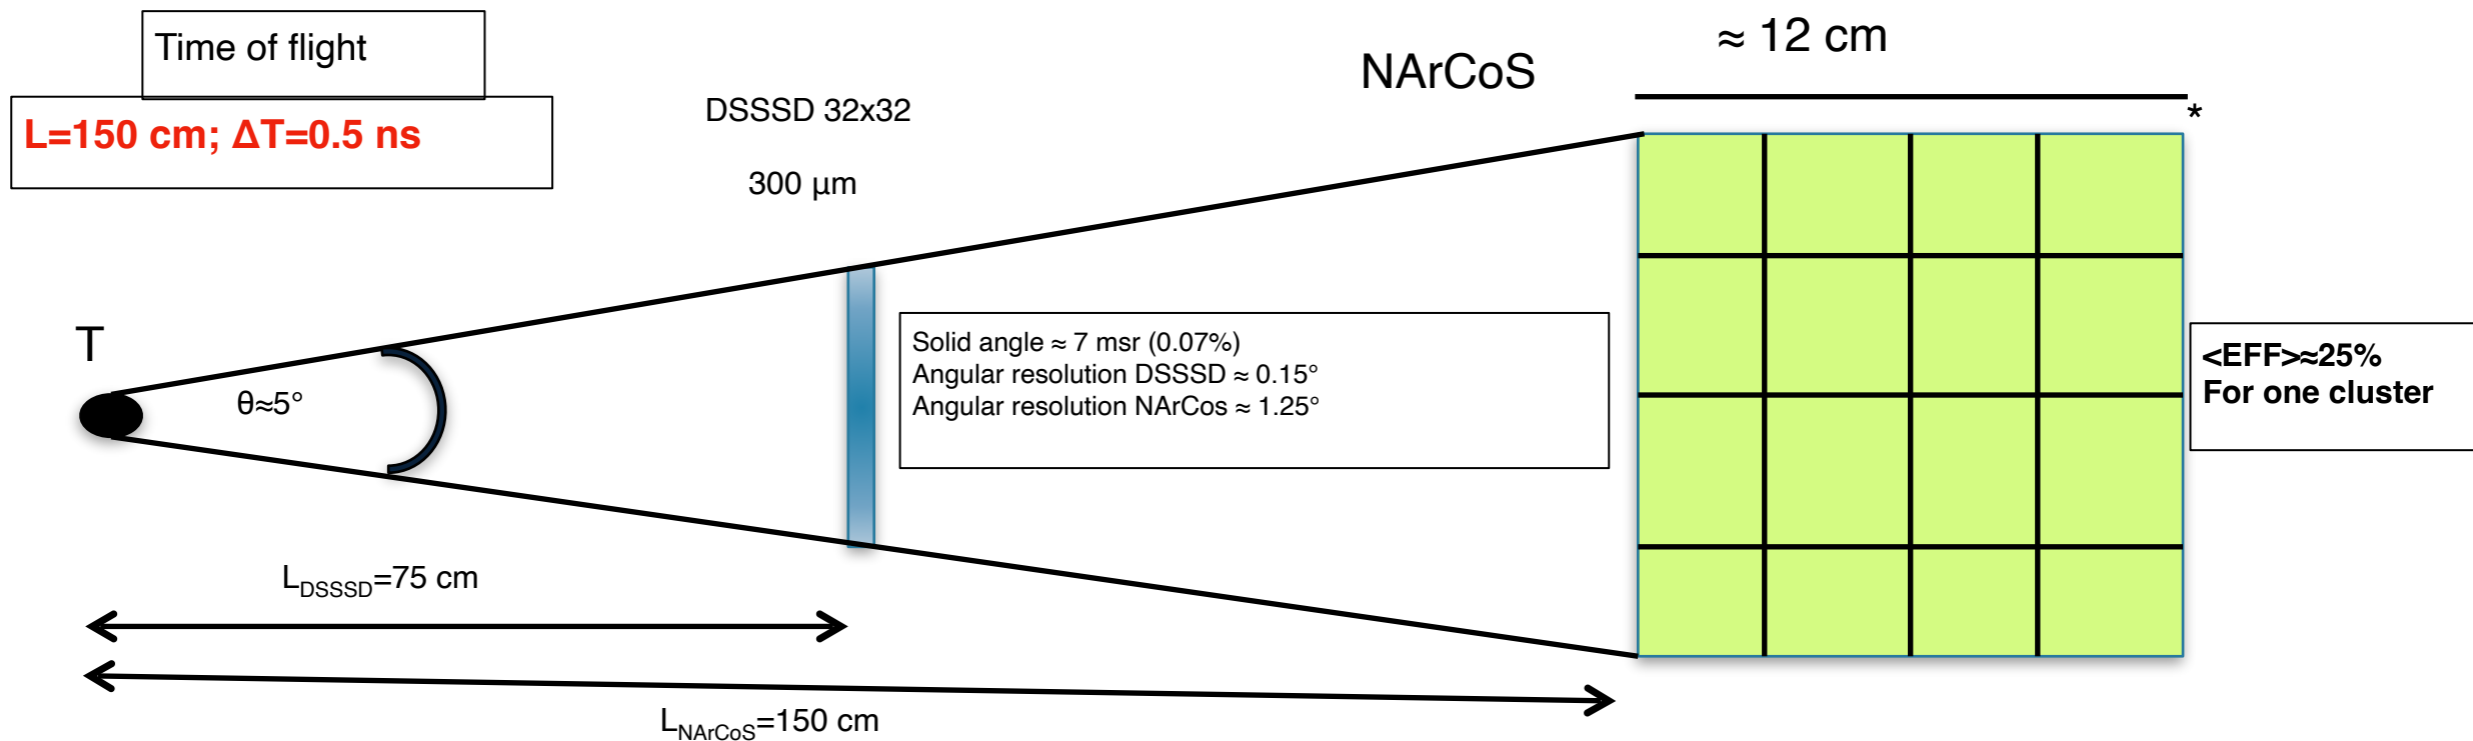 Time of flight
L=150 cm; ΔT=0.5 ns
DSSSD 32x32
300 μm
NArCoS
≈ 12 cm
*
T
θ≈5°
Solid angle ≈ 7 msr (0.07%)
Angular resolution DSSSD ≈ 0.15°
Angular resolution NArCos ≈ 1.25°
<EFF>≈25%
For one cluster
LDSSSD=75 cm
LNArCoS=150 cm